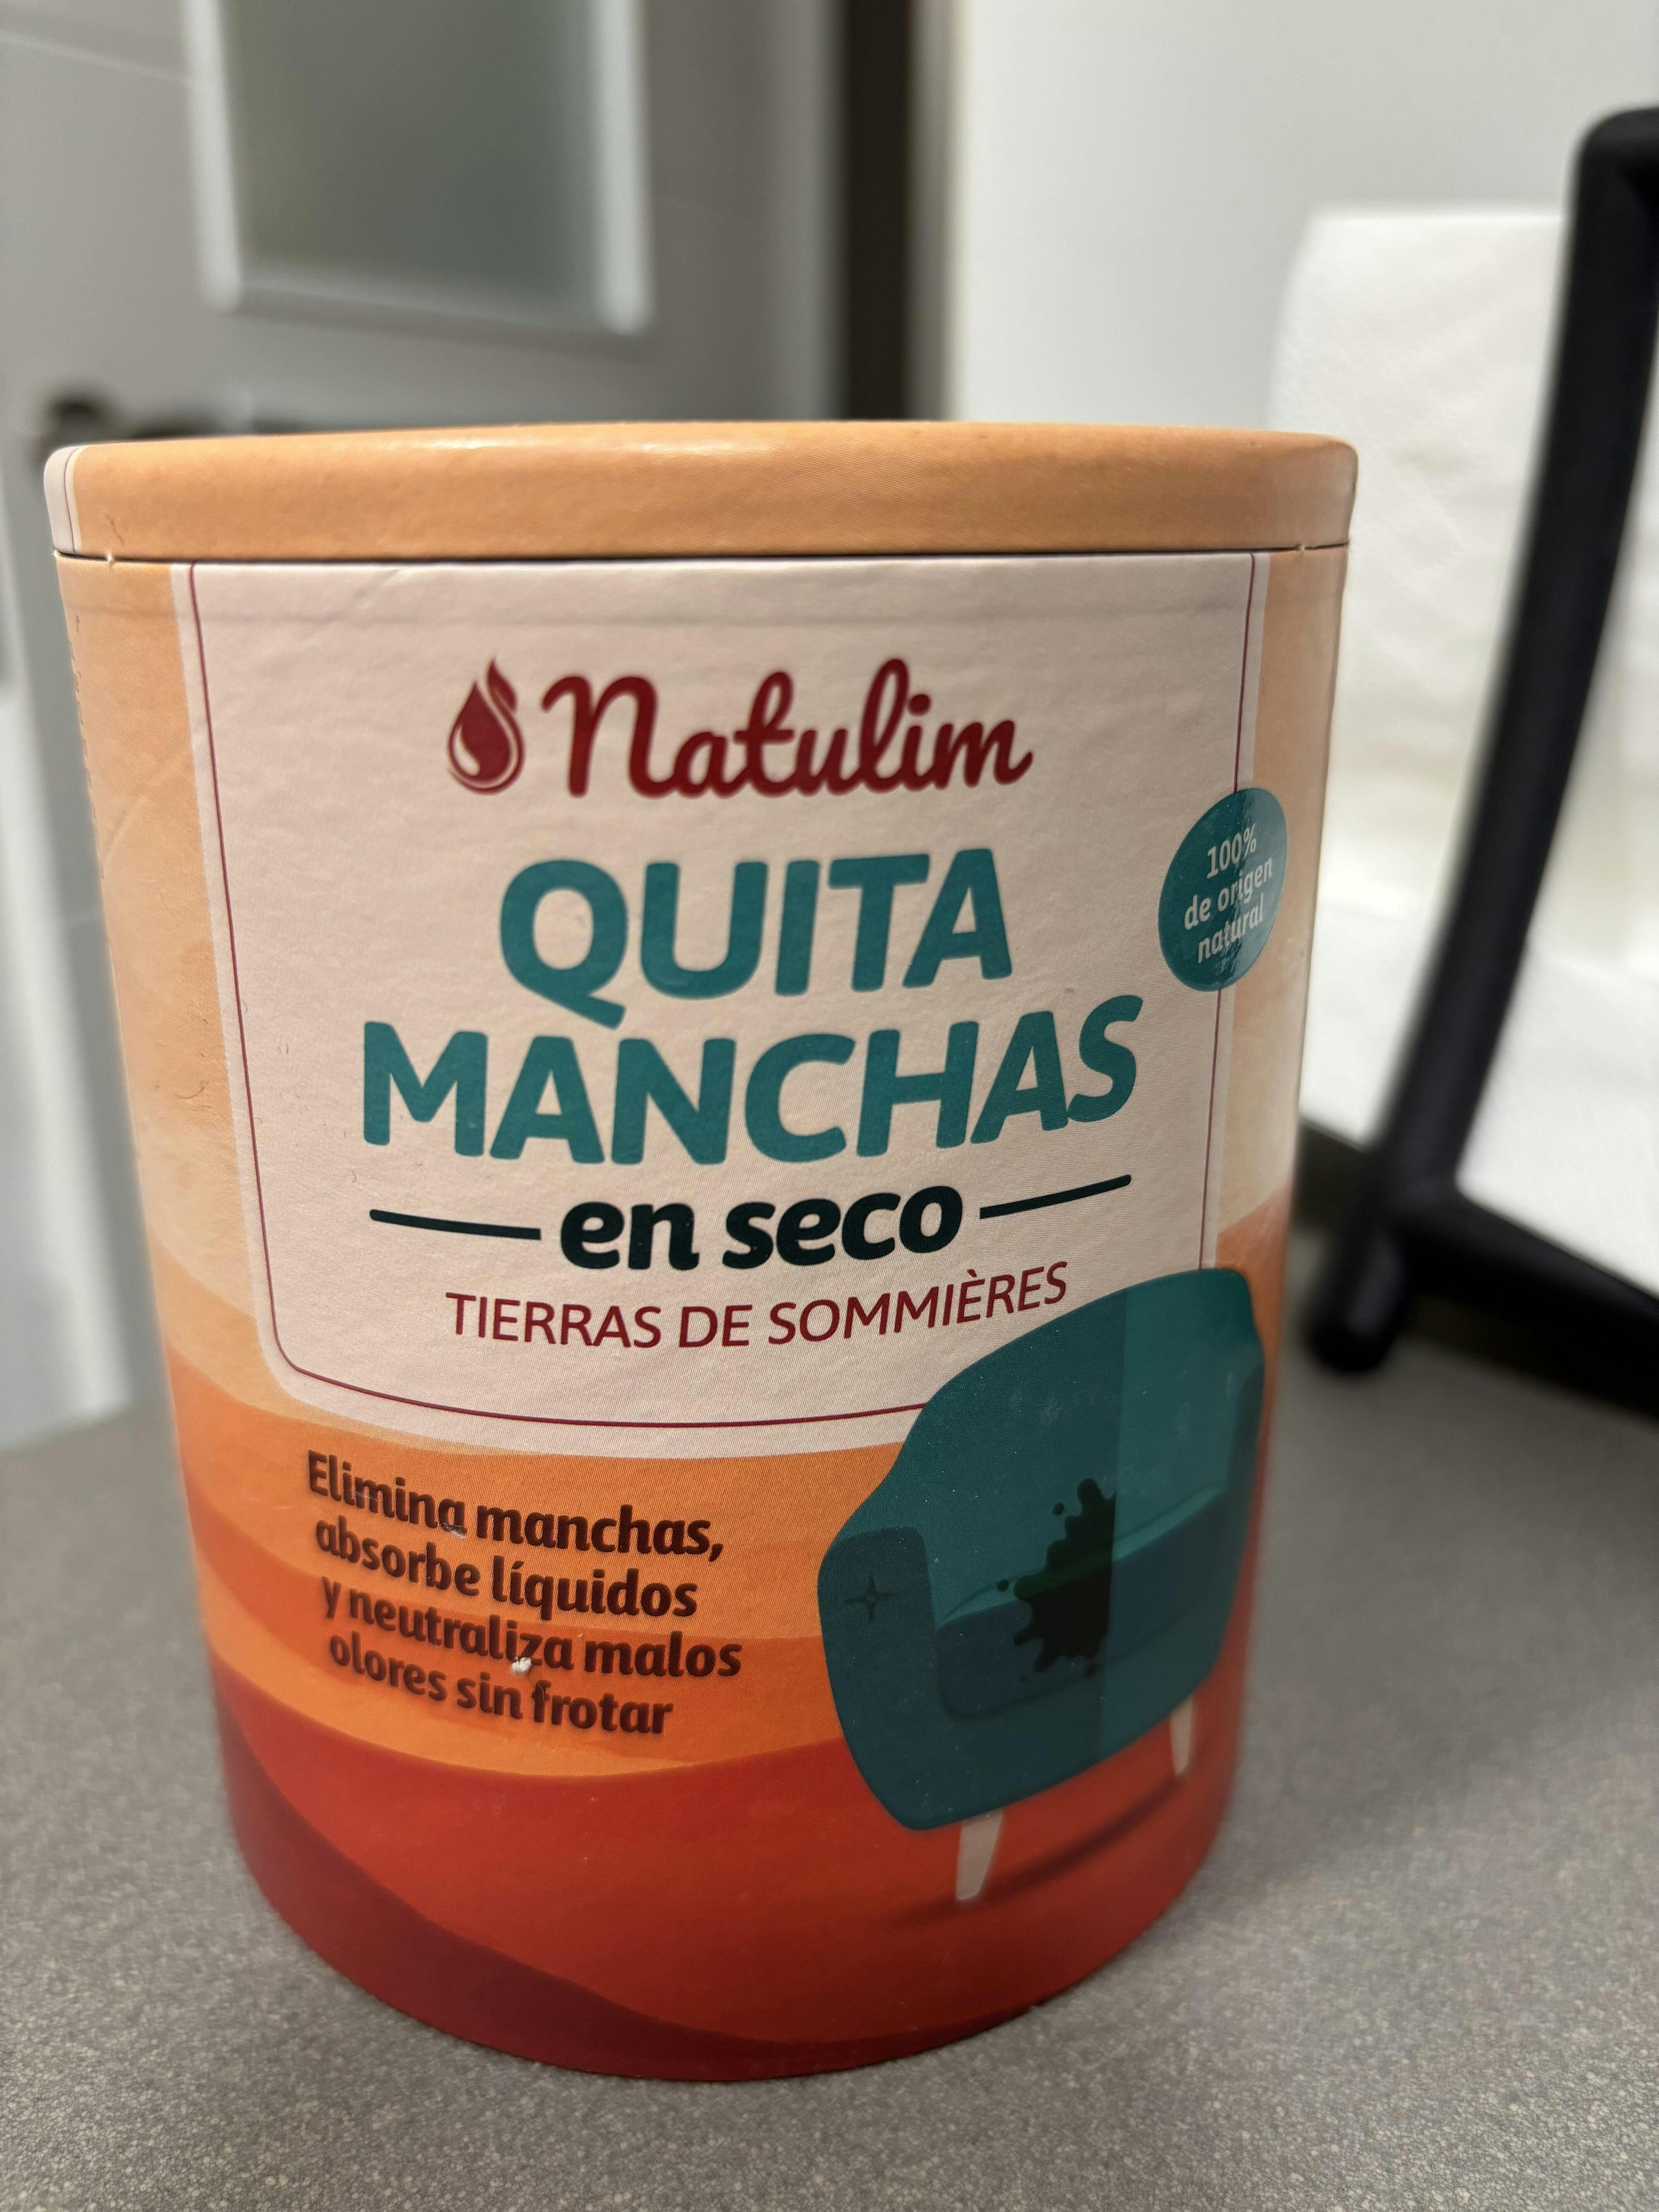 Natulim
QUITA
MANCHAS
en seco
TIERRAS DE SOMMIÈRES
100%
de origen
natural
Elimina manchas,
absorbe líquidos
y neutraliza malos
olores sin frotar